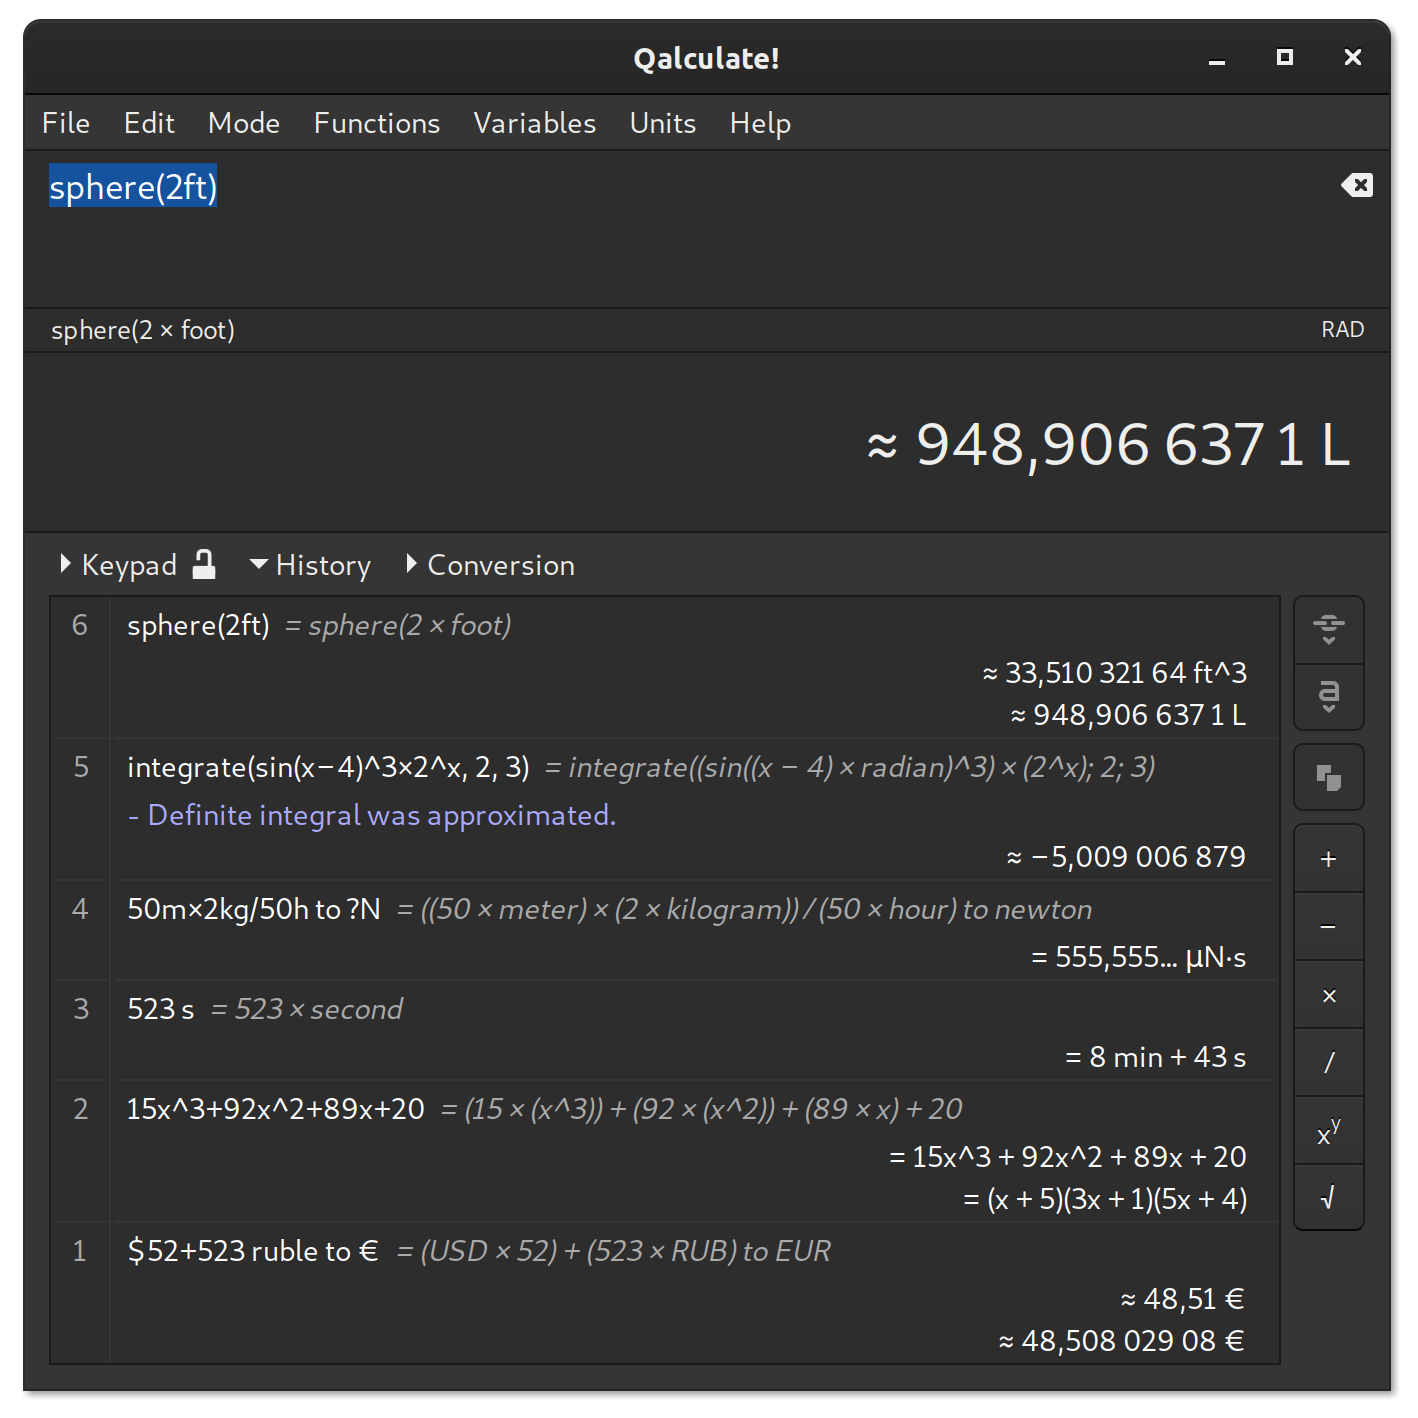 Qalculate!
File Edit Mode Functions Variables Units Help
sphere(2ft)
sphere(2 × foot) RAD
≈ 948,906 637 1 L
Keypad History Conversion
6 sphere(2ft) = sphere(2 × foot)
≈ 33,510 321 64 ft^3
≈ 948,906 637 1 L
5 integrate(sin(x−4)^3×2^x, 2, 3) = integrate((sin((x − 4) × radian)^3) × (2^x); 2; 3)
- Definite integral was approximated.
≈ −5,009 006 879
4 50m×2kg/50h to ?N = ((50 × meter) × (2 × kilogram)) / (50 × hour) to newton
= 555,555... µN·s
3 523 s = 523 × second
= 8 min + 43 s
2 15x^3+92x^2+89x+20 = (15 × (x^3)) + (92 × (x^2)) + (89 × x) + 20
= 15x^3 + 92x^2 + 89x + 20
= (x + 5)(3x + 1)(5x + 4)
1 $52+523 ruble to € = (USD × 52) + (523 × RUB) to EUR
≈ 48,51 €
≈ 48,508 029 08 €
a
+
−
×
/
x^y
√